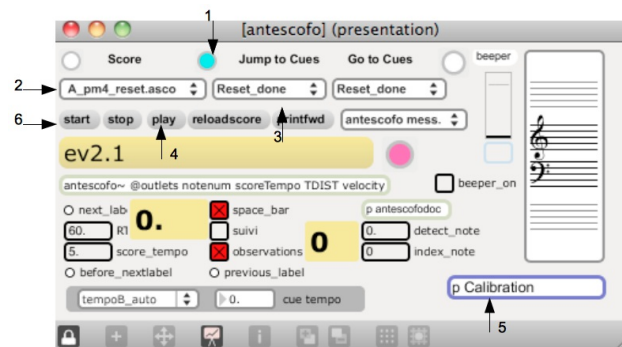 1
[antescofo] (presentation)
Score Jump to Cues Go to Cues beeper
2 A_pm4_reset.asco Reset_done Reset_done
6 start stop play reloadscore printfwd antescofo mess.
4 3
ev2.1
antescofo~ @outlets notenum scoreTempo TDIST velocity beeper_on
next_lab 0. space_bar p antescofodoc
60. R1 suivi 0 0. detect_note
5. score_tempo observations 0 index_note
before_nextlabel previous_label
p Calibration
tempoB_auto 0. cue tempo
5